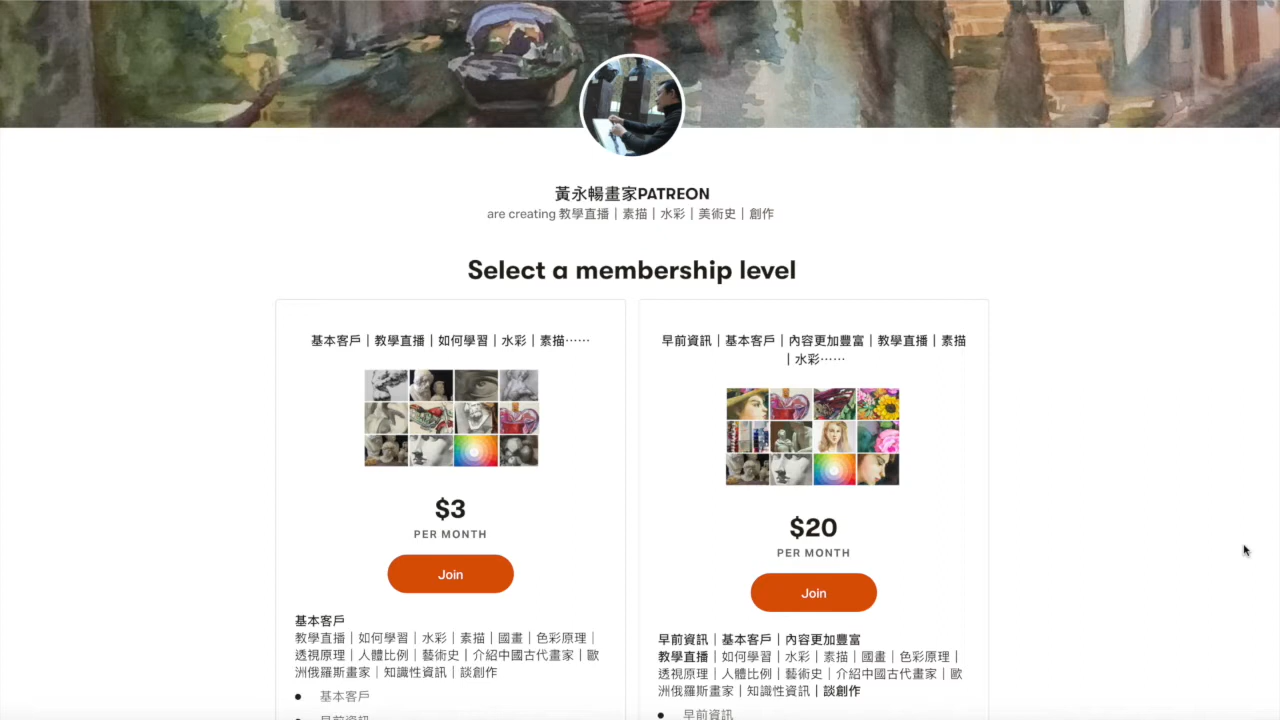 黃永暢畫家PATREON
are creating 教學直播｜素描｜水彩｜美術史｜創作
Select a membership level
基本客戶｜教學直播｜如何學習｜水彩｜素描⋯⋯
$3
PER MONTH
Join
基本客戶
教學直播｜如何學習｜水彩｜素描｜國畫｜色彩原理｜
透視原理｜人體比例｜藝術史｜介紹中國古代畫家｜歐
洲俄羅斯畫家｜知識性資訊｜談創作
● 基本客戶
● 早前資訊
早前資訊｜基本客戶｜內容更加豐富｜教學直播｜素描
｜水彩⋯⋯
$20
PER MONTH
Join
早前資訊｜基本客戶｜內容更加豐富
教學直播｜如何學習｜水彩｜素描｜國畫｜色彩原理｜
透視原理｜人體比例｜藝術史｜介紹中國古代畫家｜歐
洲俄羅斯畫家｜知識性資訊｜談創作
● 早前資訊